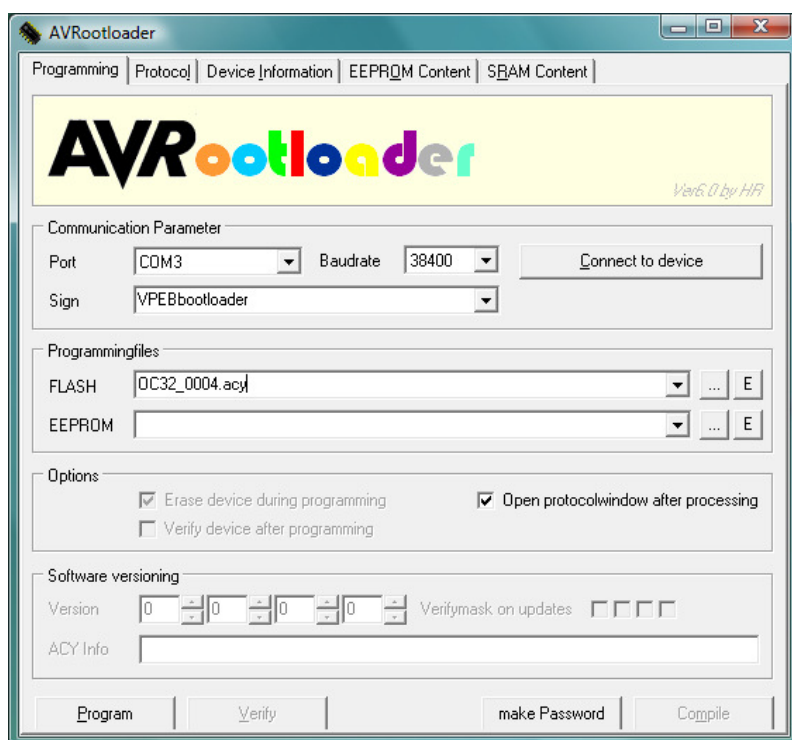 AVRootloader
Programming Protocol Device Information EEPROM Content SRAM Content
AVRootloader
Ver6.0 by HR
Communication Parameter
Port COM3 Baudrate 38400 Connect to device
Sign VPEBbootloader
Programmingfiles
FLASH OC32_0004.acy ... E
EEPROM ... E
Options
Erase device during programming Open protocolwindow after processing
Verify device after programming
Software versioning
Version 0 0 0 0 Verifymask on updates
ACY Info
Program Verify make Password Compile